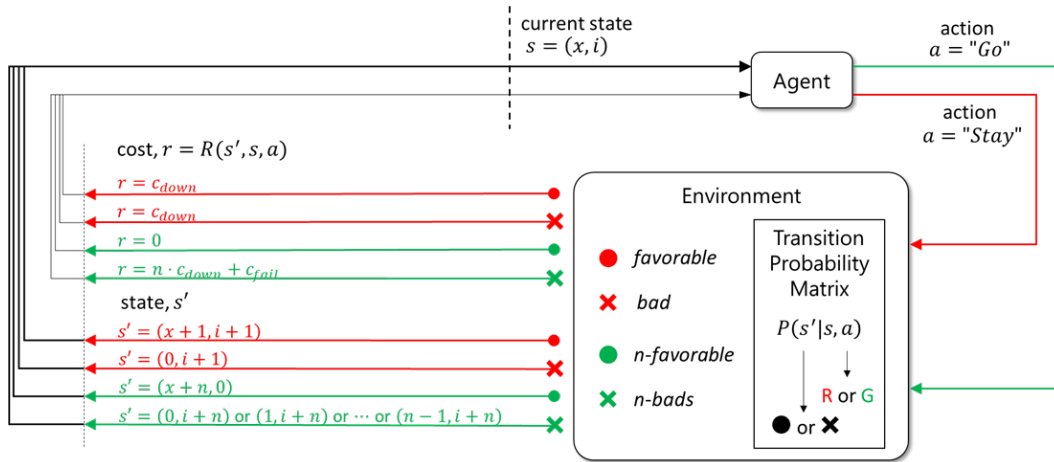 current state
s = (x, i)
action
a = "Go"
Agent
action
a = "Stay"
cost, r = R(s', s, a)
r = c_down
r = c_down
r = 0
r = n · c_down + c_fail
state, s'
s' = (x + 1, i + 1)
s' = (0, i + 1)
s' = (x + n, 0)
s' = (0, i + n) or (1, i + n) or ⋯ or (n − 1, i + n)
Environment
favorable
bad
n-favorable
n-bads
Transition
Probability
Matrix
P(s'|s, a)
R or G
or